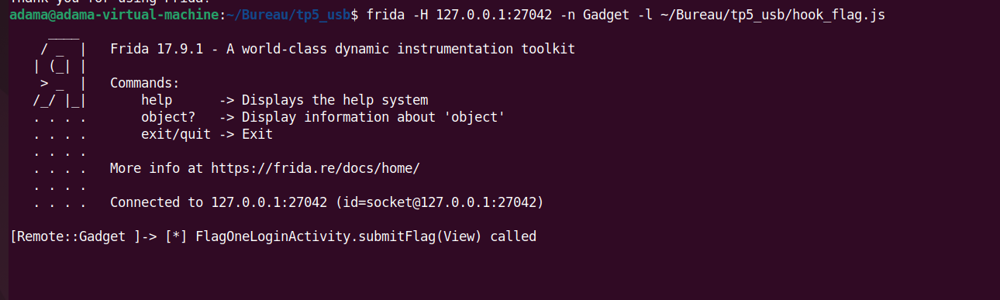 Thank you for using Frida!
adama@adama-virtual-machine:~/Bureau/tp5_usb$ frida -H 127.0.0.1:27042 -n Gadget -l ~/Bureau/tp5_usb/hook_flag.js
     ____
    / _  |   Frida 17.9.1 - A world-class dynamic instrumentation toolkit
   | (_| |
    > _  |   Commands:
   /_/ |_|       help      -> Displays the help system
   . . . .       object?   -> Display information about 'object'
   . . . .       exit/quit -> Exit
   . . . .
   . . . .   More info at https://frida.re/docs/home/
   . . . .
   . . . .   Connected to 127.0.0.1:27042 (id=socket@127.0.0.1:27042)
[Remote::Gadget ]-> [*] FlagOneLoginActivity.submitFlag(View) called